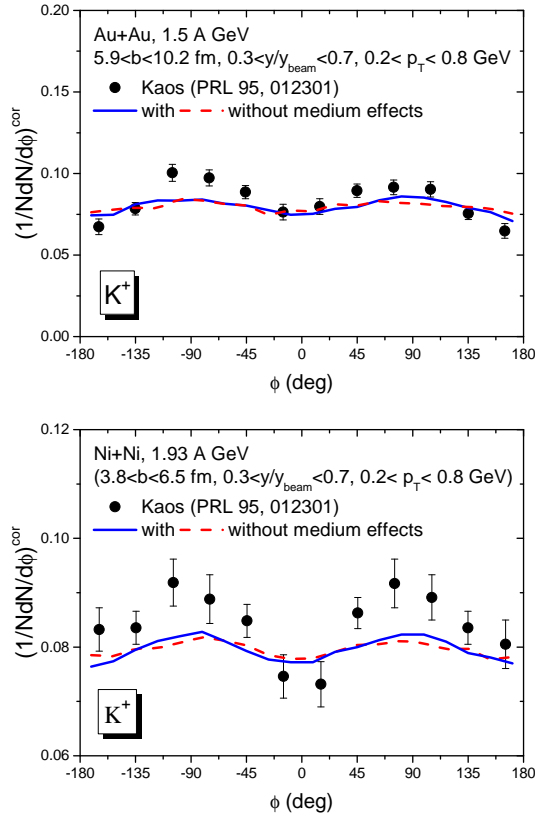 0.20
Au+Au, 1.5 A GeV
5.9<b<10.2 fm, 0.3<y/y_beam<0.7, 0.2< p_T < 0.8 GeV
Kaos (PRL 95, 012301)
with without medium effects
0.15
0.10
0.05
0.00
(1/NdN/dϕ)^cor
K^+
-180 -135 -90 -45 0 45 90 135 180
ϕ (deg)
0.12
Ni+Ni, 1.93 A GeV
(3.8<b<6.5 fm, 0.3<y/y_beam<0.7, 0.2< p_T < 0.8 GeV)
Kaos (PRL 95, 012301)
with without medium effects
0.10
0.08
0.06
(1/NdN/dϕ)^cor
K^+
-180 -135 -90 -45 0 45 90 135 180
ϕ (deg)